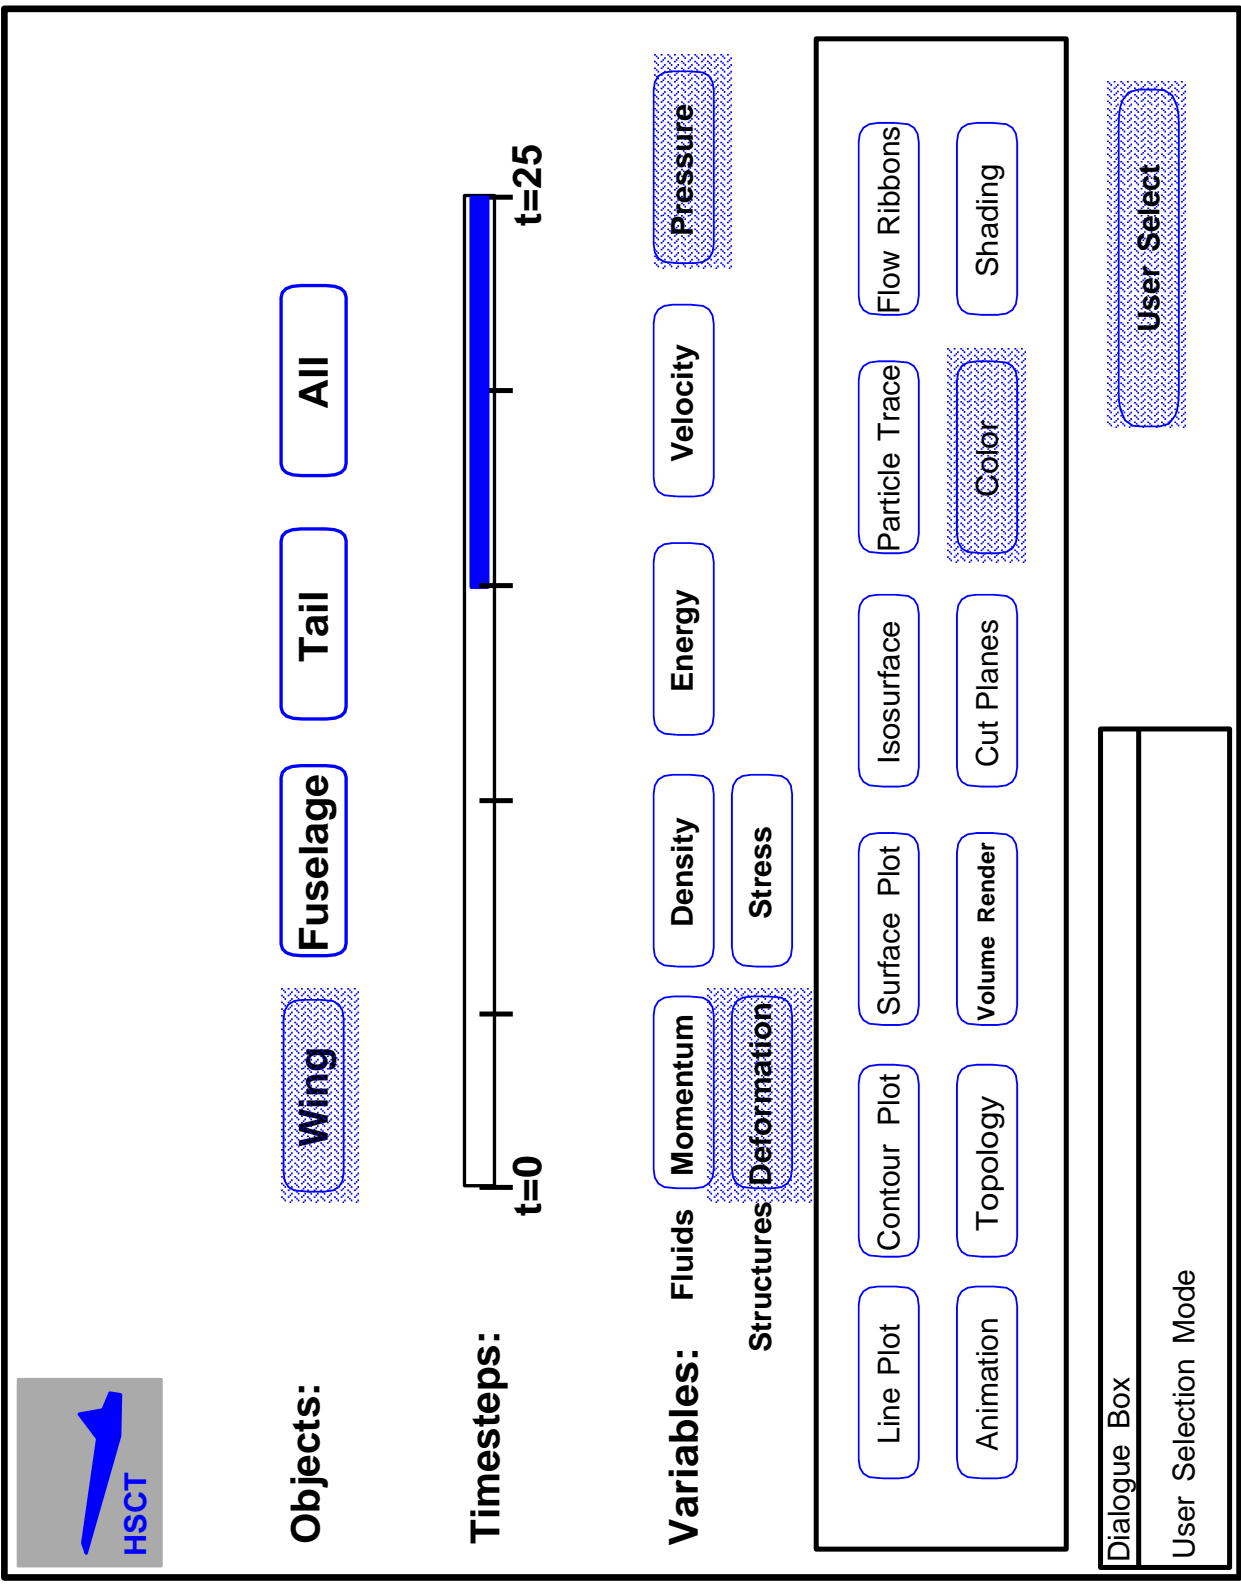 HSCT
Objects: Wing Fuselage Tail All
Timesteps:
t=0 t=25
Variables: Fluids Momentum Density Energy Velocity Pressure
Structures Deformation Stress
Line Plot Contour Plot Surface Plot Isosurface Particle Trace Flow Ribbons
Animation Topology Volume Render Cut Planes Color Shading
Dialogue Box
User Selection Mode
User Select